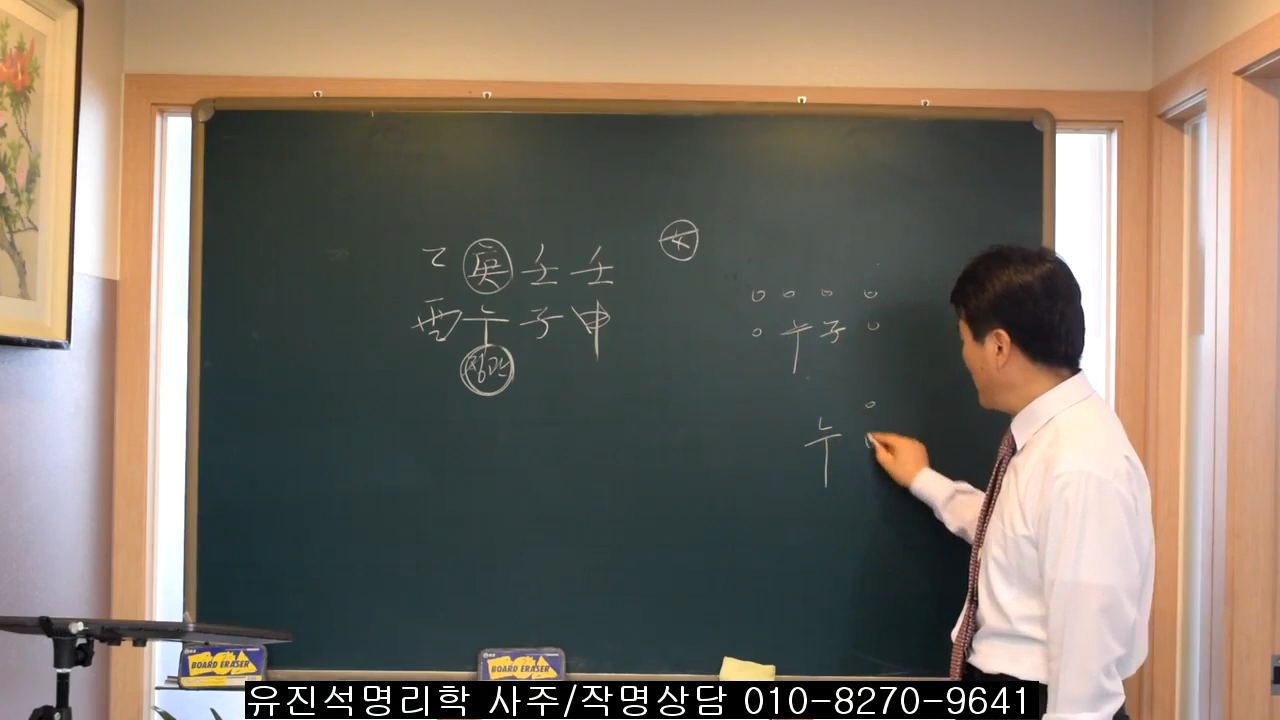 女
乙庚壬壬
酉午子申
정관
○○○○
○午子○
○
午
BOARD ERASER
BOARD ERASER
유진석명리학 사주/작명상담 010-8270-9641